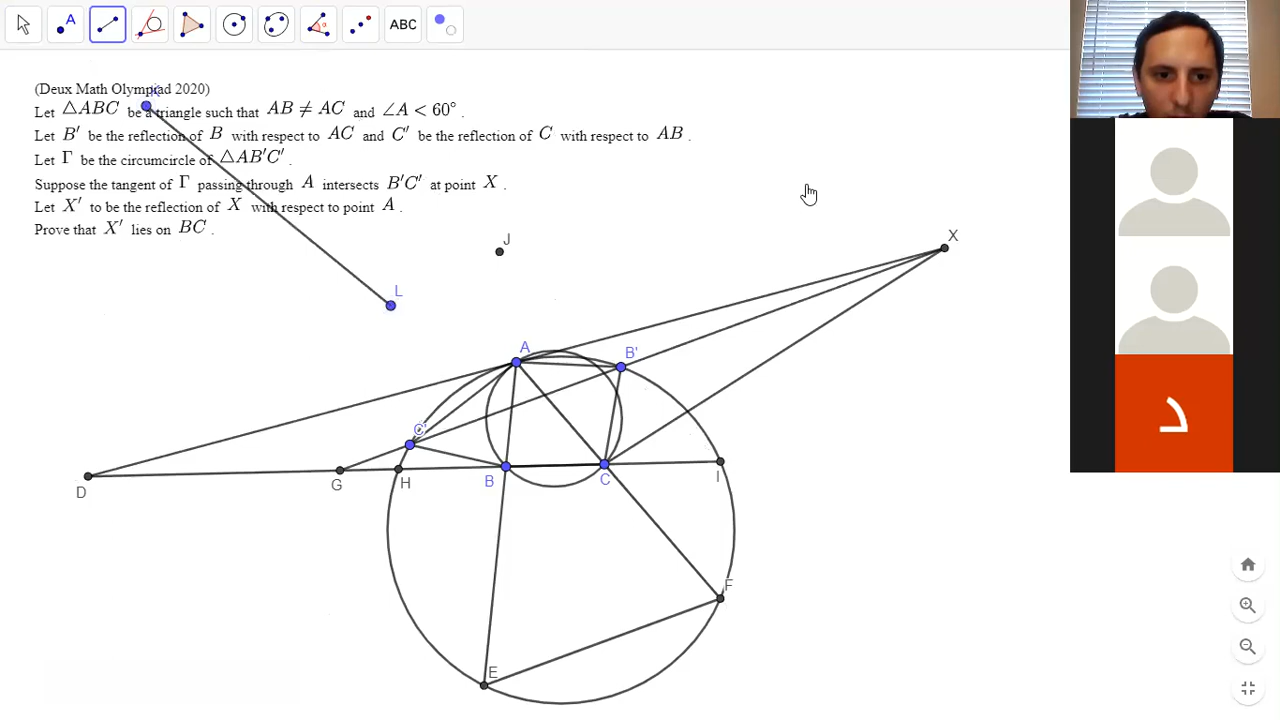 ABC
(Deux Math Olympiad 2020)
Let △ABC be a triangle such that AB ≠ AC and ∠A < 60° .
Let B′ be the reflection of B with respect to AC and C′ be the reflection of C with respect to AB .
Let Γ be the circumcircle of △AB′C′ .
Suppose the tangent of Γ passing through A intersects B′C′ at point X .
Let X′ to be the reflection of X with respect to point A .
Prove that X′ lies on BC .
J
X
L
A
B'
C'
D
G
H
B
C
I
F
E
ד